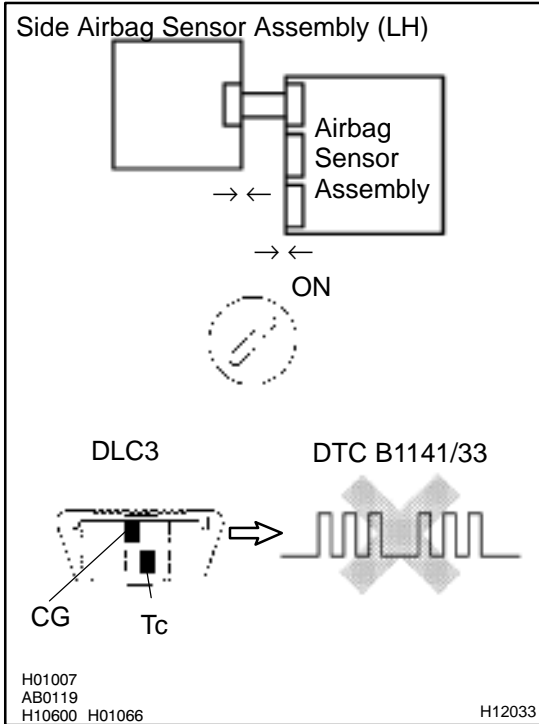 Side Airbag Sensor Assembly (LH)
Airbag
Sensor
Assembly
ON
DLC3
DTC B1141/33
CG
Tc
H01007
AB0119
H10600 H01066
H12033